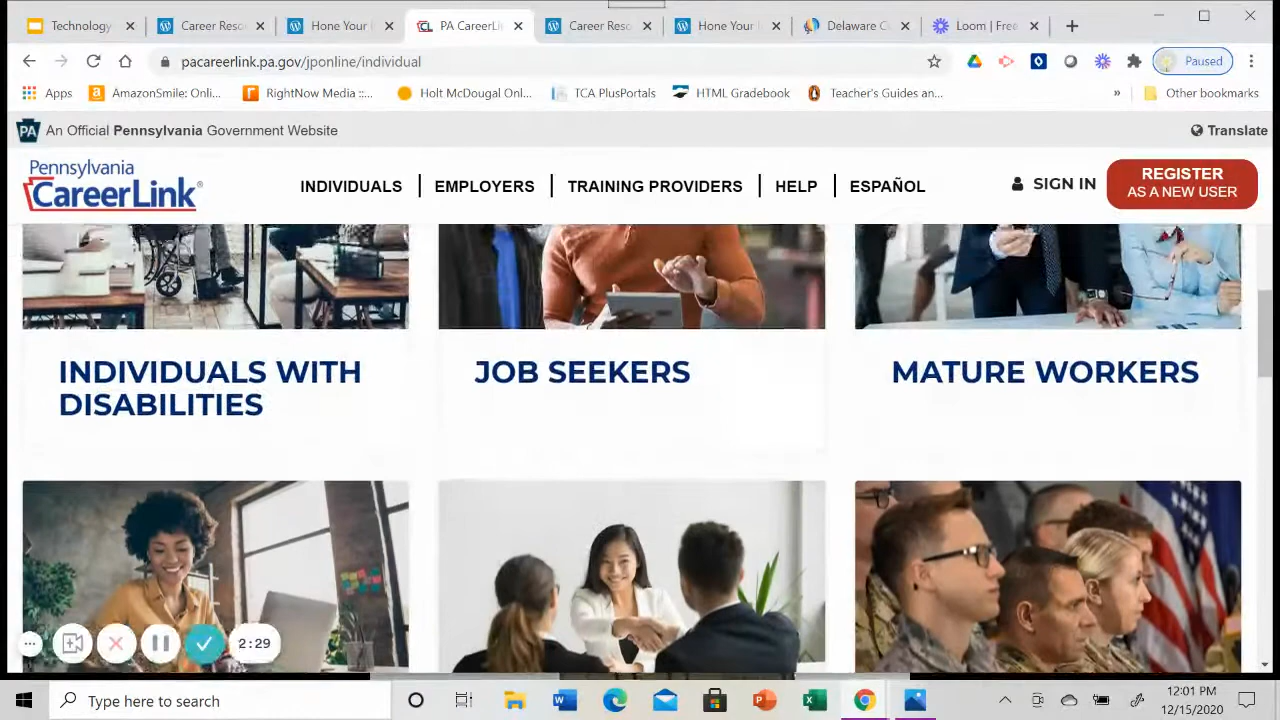 Technology
Career Reso
Hone Your
PA CareerLi
Career Reso
Hone Your
Delaware C
Loom | Free
pacareerlink.pa.gov/jponline/individual
Paused
Apps
AmazonSmile: Onli...
RightNow Media ::...
Holt McDougal Onl...
TCA PlusPortals
HTML Gradebook
Teacher's Guides an...
»
Other bookmarks
PA An Official Pennsylvania Government Website
Translate
Pennsylvania
CareerLink®
INDIVIDUALS
EMPLOYERS
TRAINING PROVIDERS
HELP
ESPAÑOL
SIGN IN
REGISTER
AS A NEW USER
INDIVIDUALS WITH
DISABILITIES
JOB SEEKERS
MATURE WORKERS
2:29
Type here to search
12:01 PM
12/15/2020